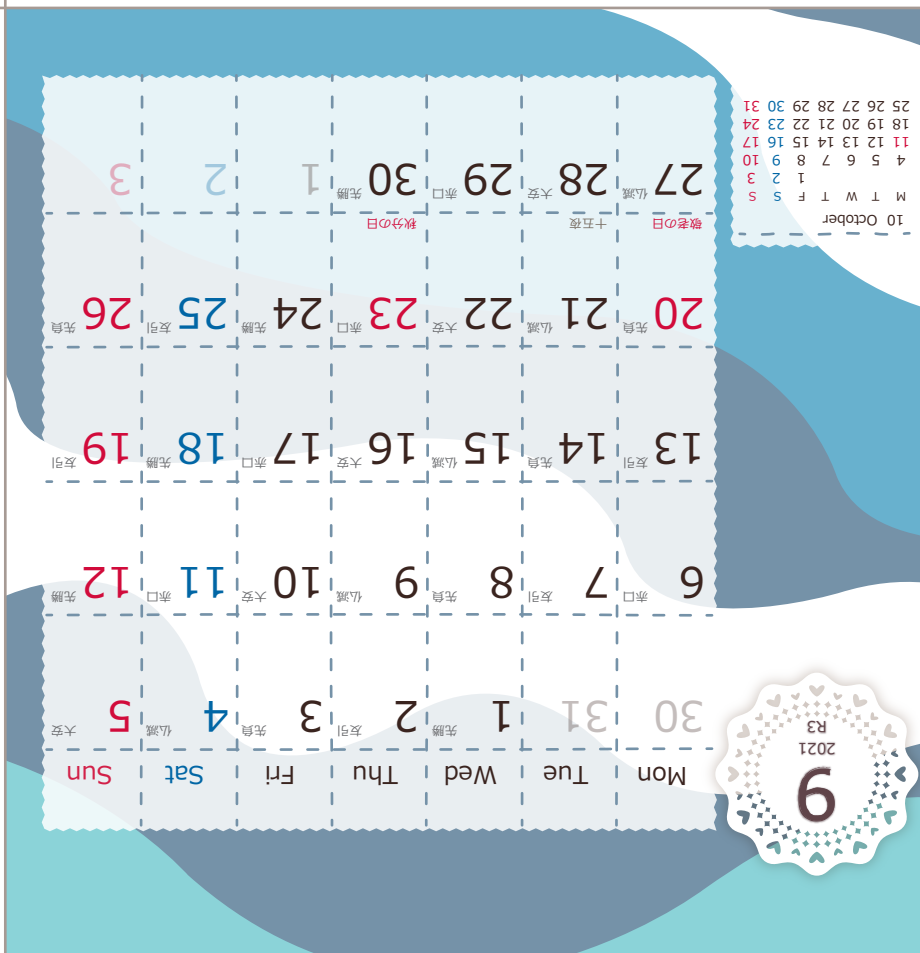 9
2021
R3
Mon Tue Wed Thu Fri Sat Sun
30 31 1 先勝 2 友引 3 先負 4 仏滅 5 大安
6 赤口 7 友引 8 先負 9 仏滅 10 大安 11 赤口 12 先勝
13 友引 14 先負 15 仏滅 16 大安 17 赤口 18 先勝 19 友引
20 先負 21 仏滅 22 大安 23 赤口 24 先勝 25 友引 26 先負
敬老の日 十五夜 秋分の日
27 仏滅 28 大安 29 赤口 30 先勝 1 2 3
10 October
M T W T F S S
1 2 3
4 5 6 7 8 9 10
11 12 13 14 15 16 17
18 19 20 21 22 23 24
25 26 27 28 29 30 31